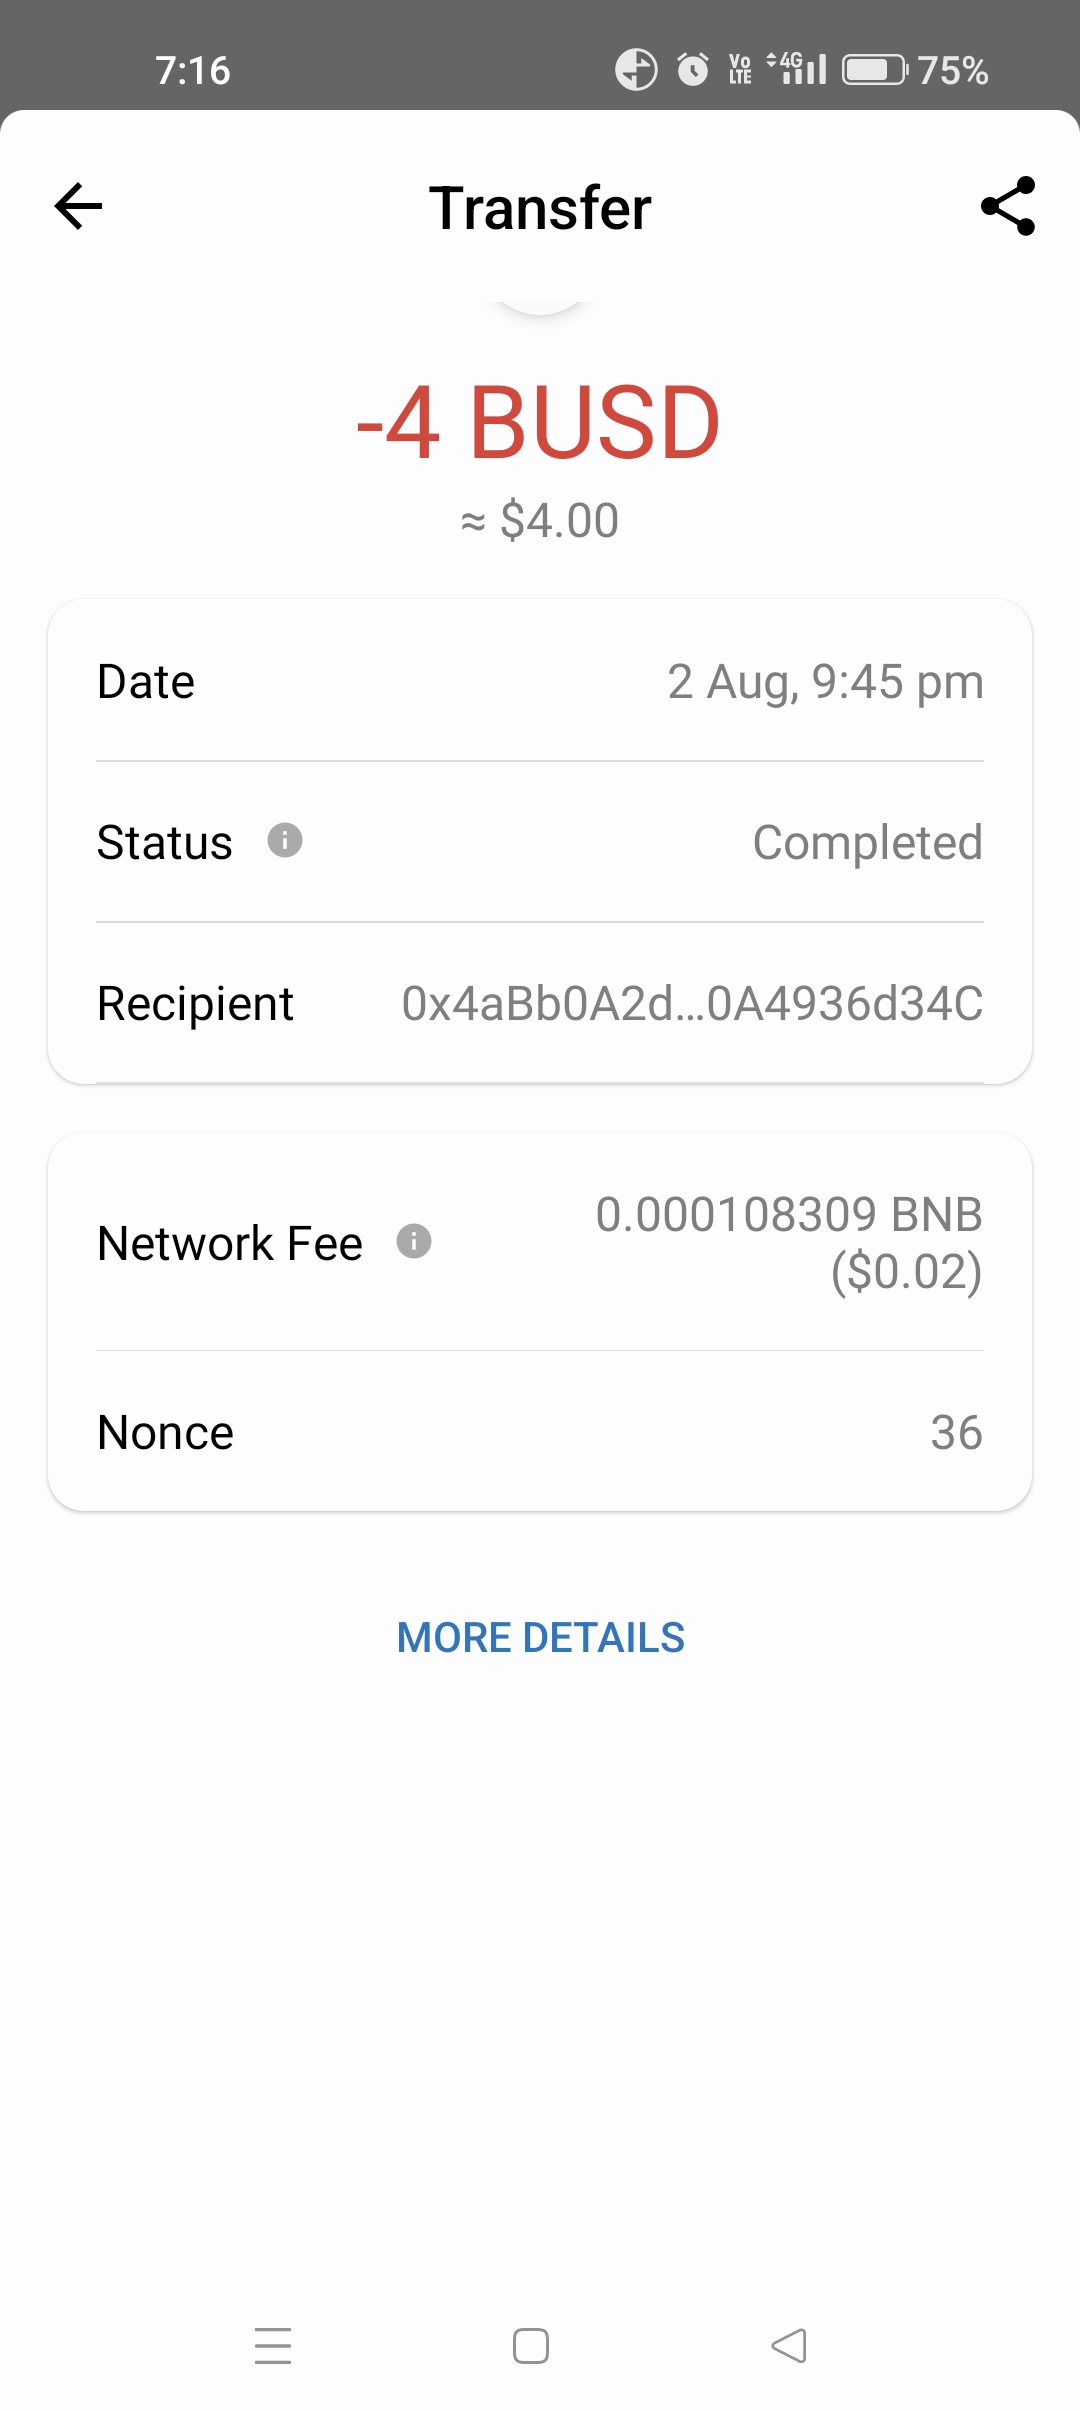 7:16
Vo LTE 4G 75%
Transfer
-4 BUSD
≈ $4.00
Date 2 Aug, 9:45 pm
Status Completed
Recipient 0x4aBb0A2d...0A4936d34C
Network Fee 0.000108309 BNB
($0.02)
Nonce 36
MORE DETAILS